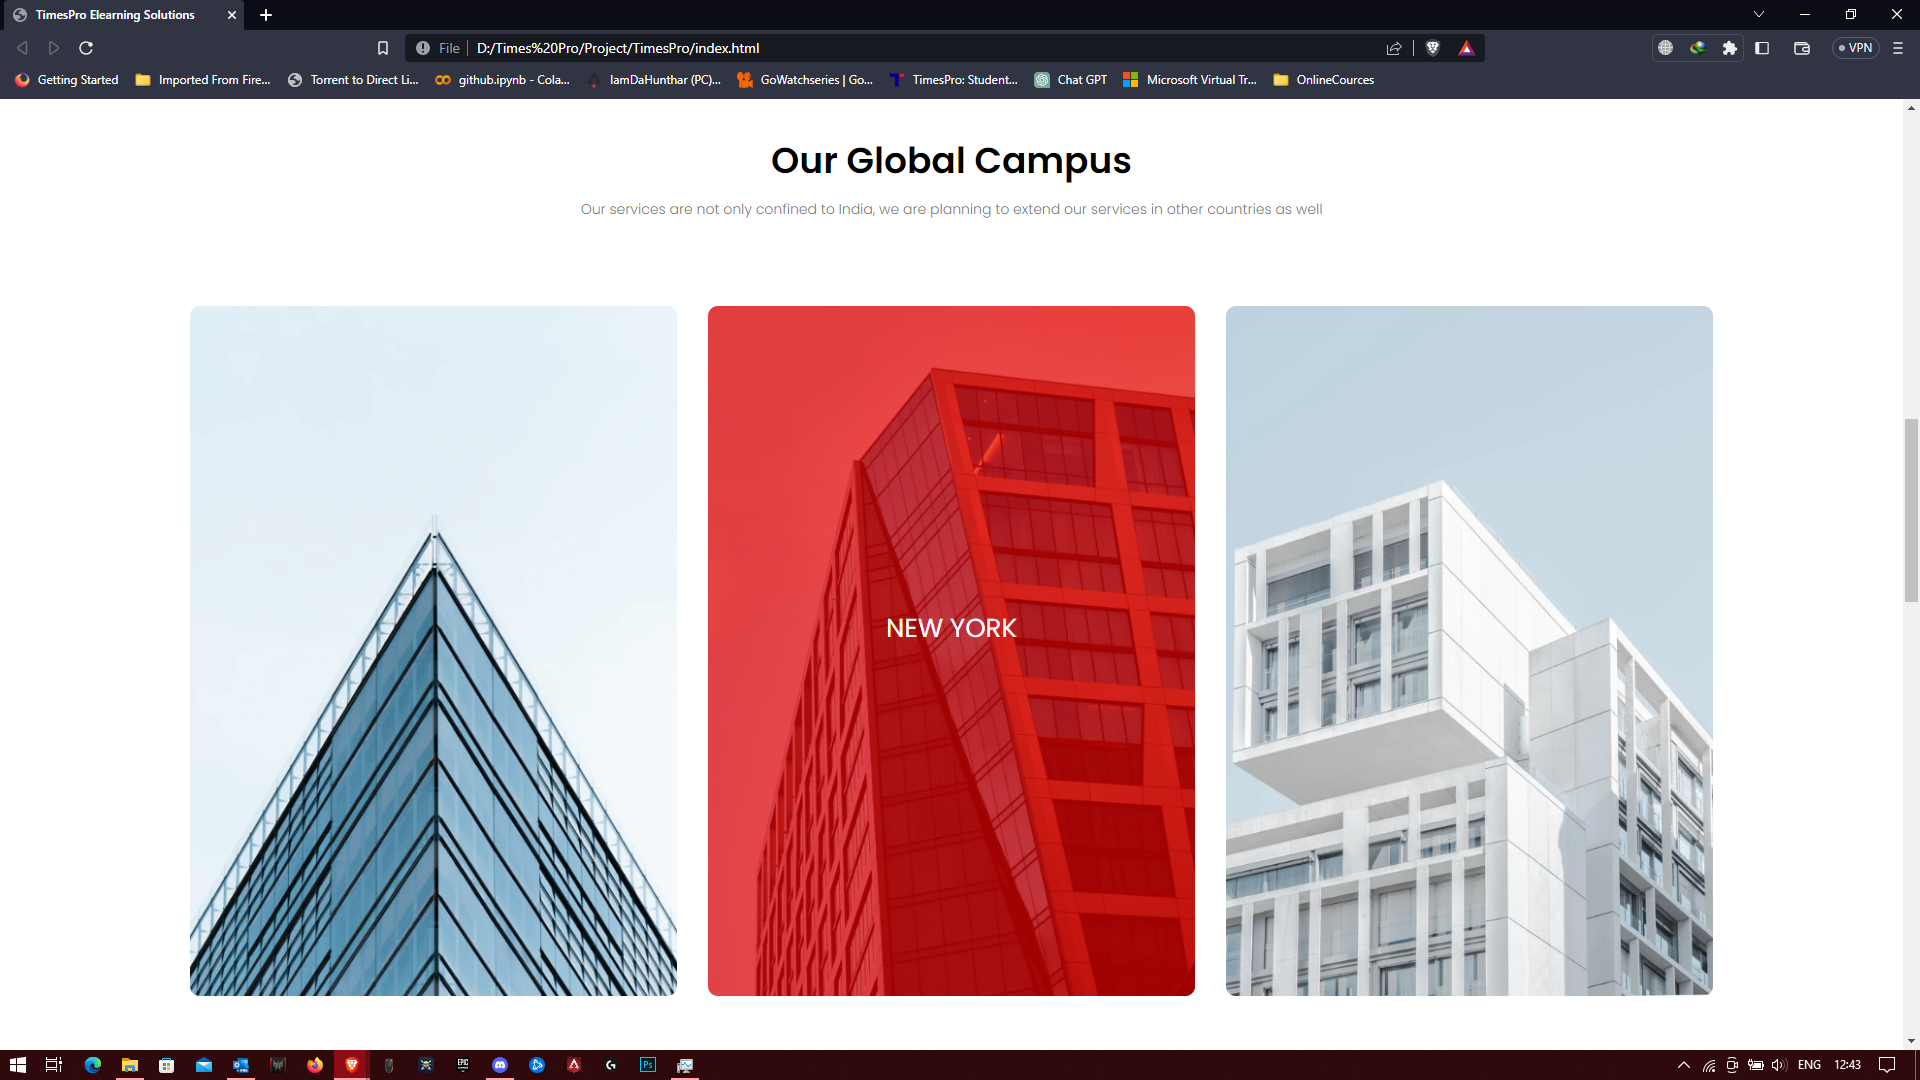 TimesPro Elearning Solutions
File D:/Times%20Pro/Project/TimesPro/index.html
VPN
Getting Started Imported From Fire... Torrent to Direct Li... github.ipynb - Cola... IamDaHunthar (PC)... GoWatchseries | Go... TimesPro: Student... Chat GPT Microsoft Virtual Tr... OnlineCources
Our Global Campus
Our services are not only confined to India, we are planning to extend our services in other countries as well
NEW YORK
EPIC Ps ENG 12:43